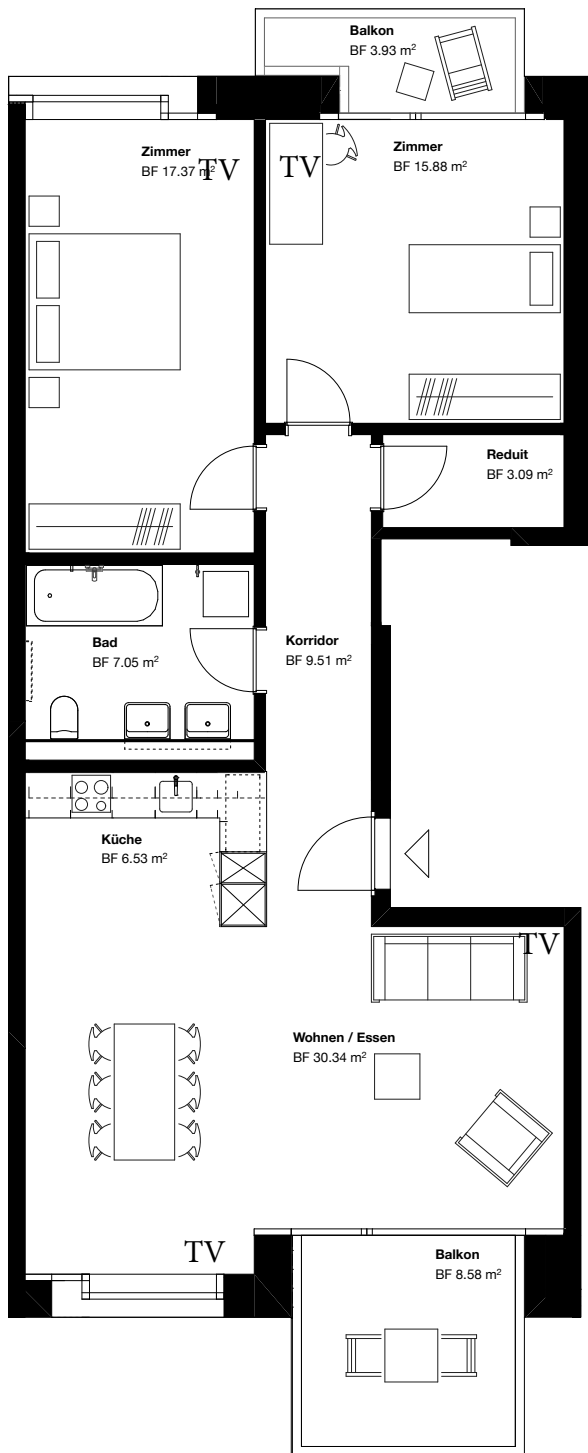 Balkon
BF 3.93 m²
Zimmer
BF 17.37 m²
TV
TV
Zimmer
BF 15.88 m²
Reduit
BF 3.09 m²
Bad
BF 7.05 m²
Korridor
BF 9.51 m²
Küche
BF 6.53 m²
TV
Wohnen / Essen
BF 30.34 m²
TV
Balkon
BF 8.58 m²